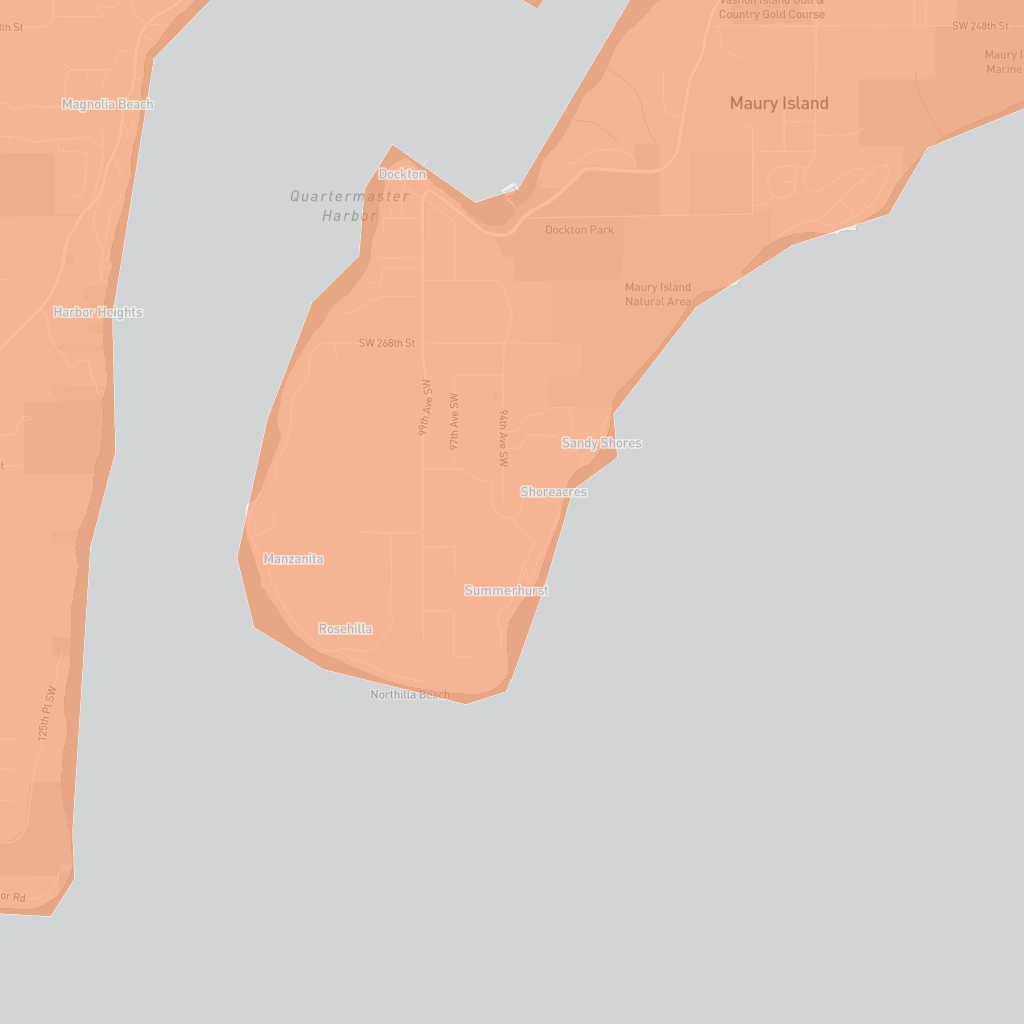 Vashon Island Golf &
Country Gold Course
8th St
SW 248th St
Maury I
Marine
Magnolia Beach
Maury Island
Dockton
Quartermaster
Harbor
Dockton Park
Maury Island
Natural Area
Harbor Heights
SW 268th St
99th Ave SW
97th Ave SW
94th Ave SW
Sandy Shores
Shoreacres
Manzanita
Summerhurst
Rosehilla
Northilla Beach
125th Pl SW
or Rd